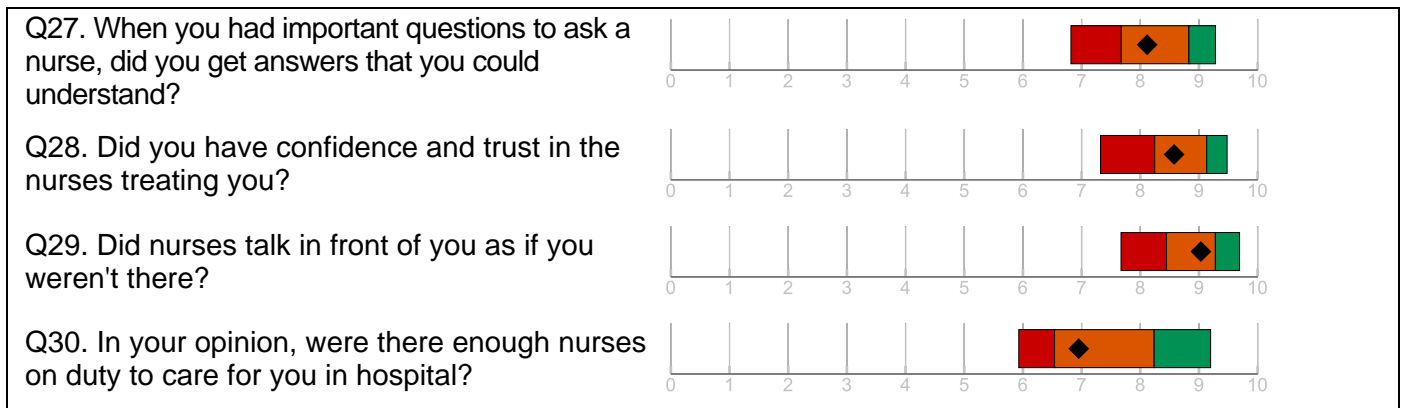 Q27. When you had important questions to ask a
nurse, did you get answers that you could
understand?
0 1 2 3 4 5 6 7 8 9 10
Q28. Did you have confidence and trust in the
nurses treating you?
0 1 2 3 4 5 6 7 8 9 10
Q29. Did nurses talk in front of you as if you
weren't there?
0 1 2 3 4 5 6 7 8 9 10
Q30. In your opinion, were there enough nurses
on duty to care for you in hospital?
0 1 2 3 4 5 6 7 8 9 10